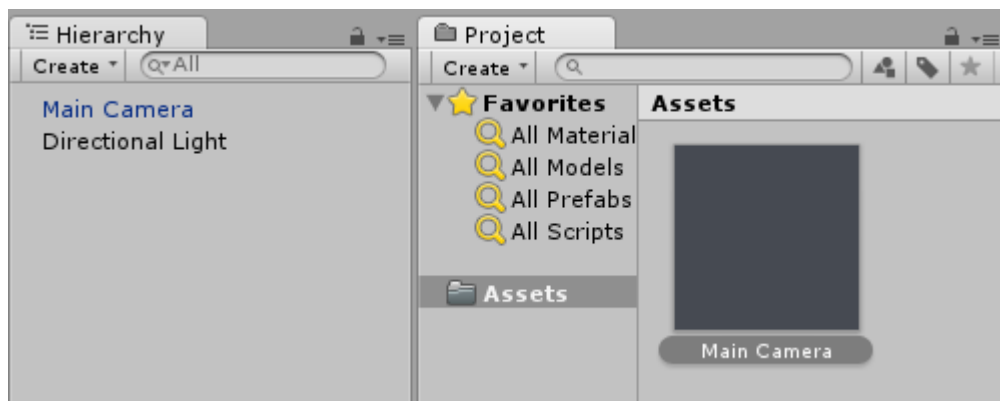 Hierarchy
Create
All
Main Camera
Directional Light
Project
Create
Favorites
All Material
All Models
All Prefabs
All Scripts
Assets
Assets
Main Camera